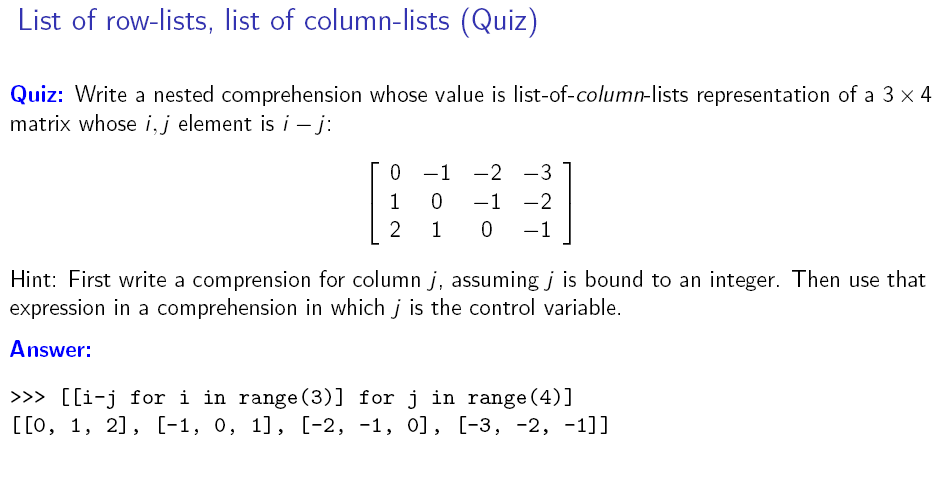 List of row-lists, list of column-lists (Quiz)
Quiz: Write a nested comprehension whose value is list-of-column-lists representation of a 3 × 4
matrix whose i, j element is i − j:
0 −1 −2 −3
1 0 −1 −2
2 1 0 −1
Hint: First write a comprension for column j, assuming j is bound to an integer. Then use that
expression in a comprehension in which j is the control variable.
Answer:
>>> [[i-j for i in range(3)] for j in range(4)]
[[0, 1, 2], [-1, 0, 1], [-2, -1, 0], [-3, -2, -1]]